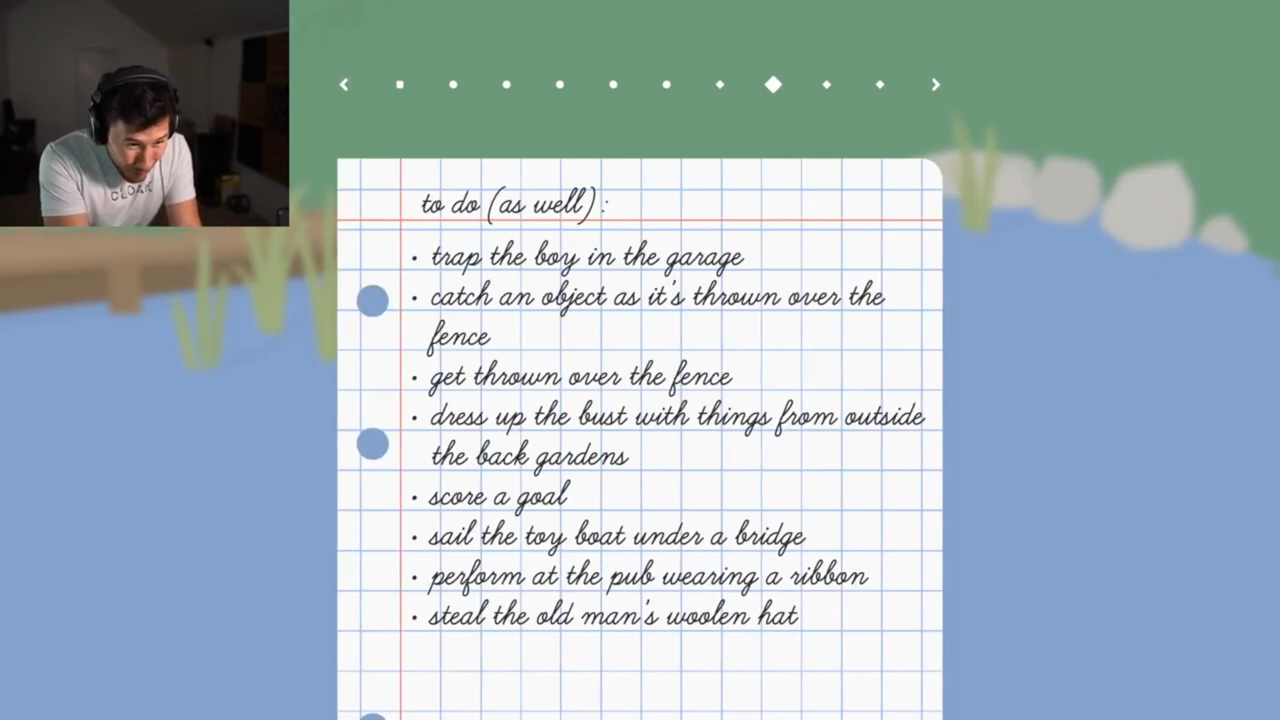 CLOAK
to do (as well):
• trap the boy in the garage
• catch an object as it's thrown over the
fence
• get thrown over the fence
• dress up the bust with things from outside
the back gardens
• score a goal
• sail the toy boat under a bridge
• perform at the pub wearing a ribbon
• steal the old man's woolen hat